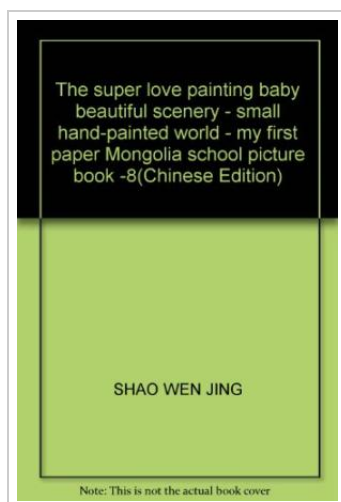 The super love painting baby
beautiful scenery - small
hand-painted world - my first
paper Mongolia school picture
book -8(Chinese Edition)
SHAO WEN JING
Note: This is not the actual book cover